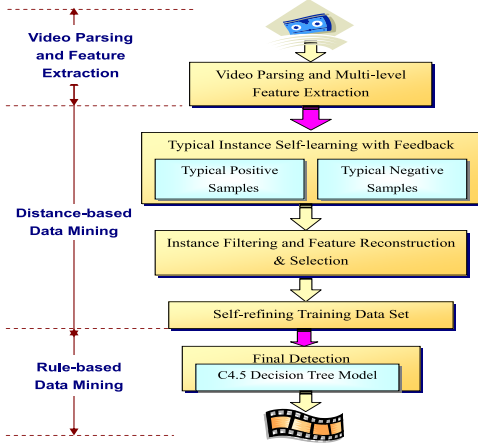 Video Parsing
and Feature
Extraction
Video Parsing and Multi-level
Feature Extraction
Distance-based
Data Mining
Typical Instance Self-learning with Feedback
Typical Positive
Samples
Typical Negative
Samples
Instance Filtering and Feature Reconstruction
& Selection
Self-refining Training Data Set
Rule-based
Data Mining
Final Detection
C4.5 Decision Tree Model